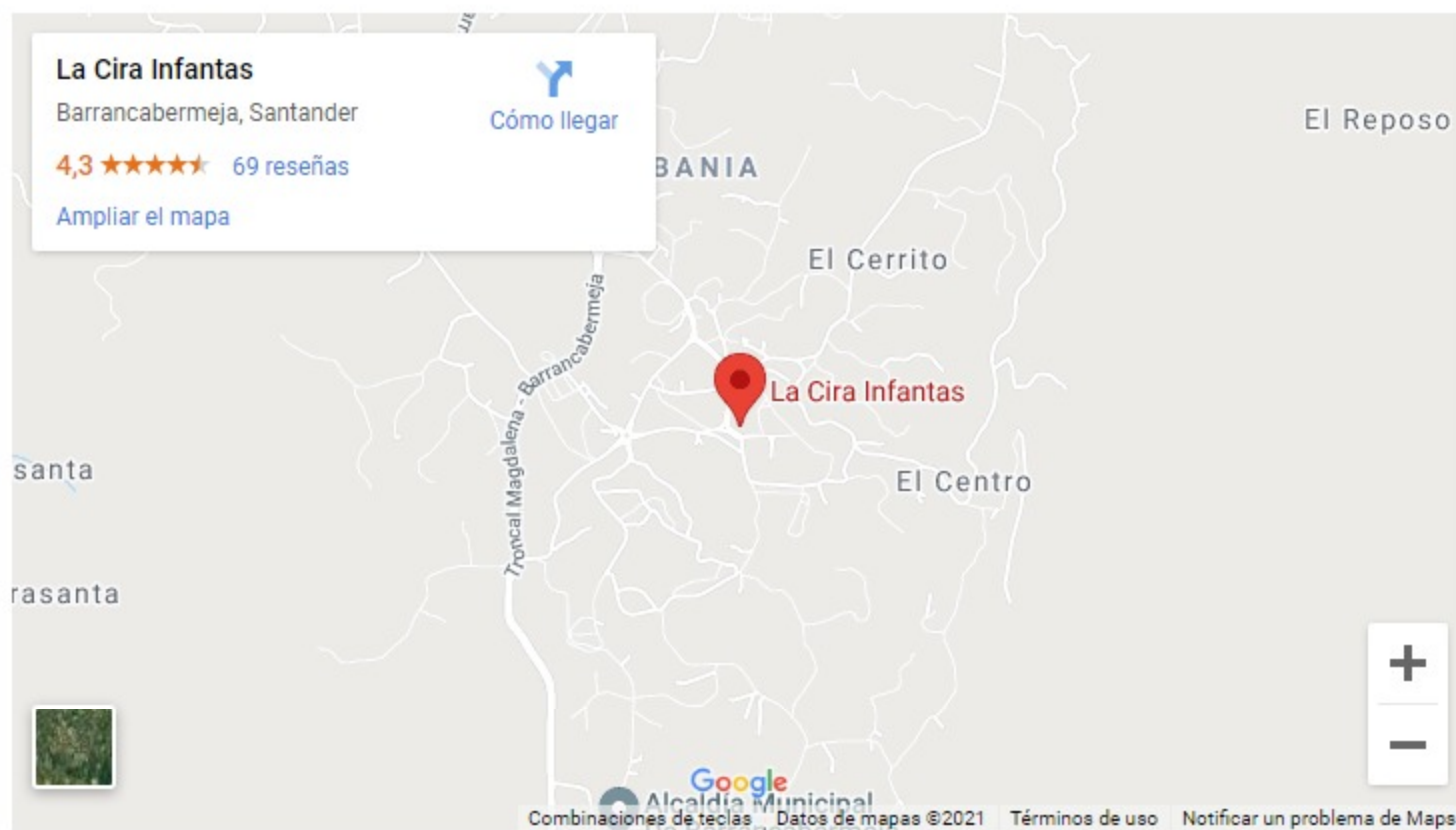 La Cira Infantas
Barrancabermeja, Santander
4,3 69 reseñas
Ampliar el mapa
Cómo llegar
BANIA
El Reposo
El Cerrito
Troncal Magdalena - Barrancabermeja
La Cira Infantas
El Centro
santa
rasanta
Google
Alcaldía Municipal
Combinaciones de teclas Datos de mapas ©2021 Términos de uso Notificar un problema de Maps